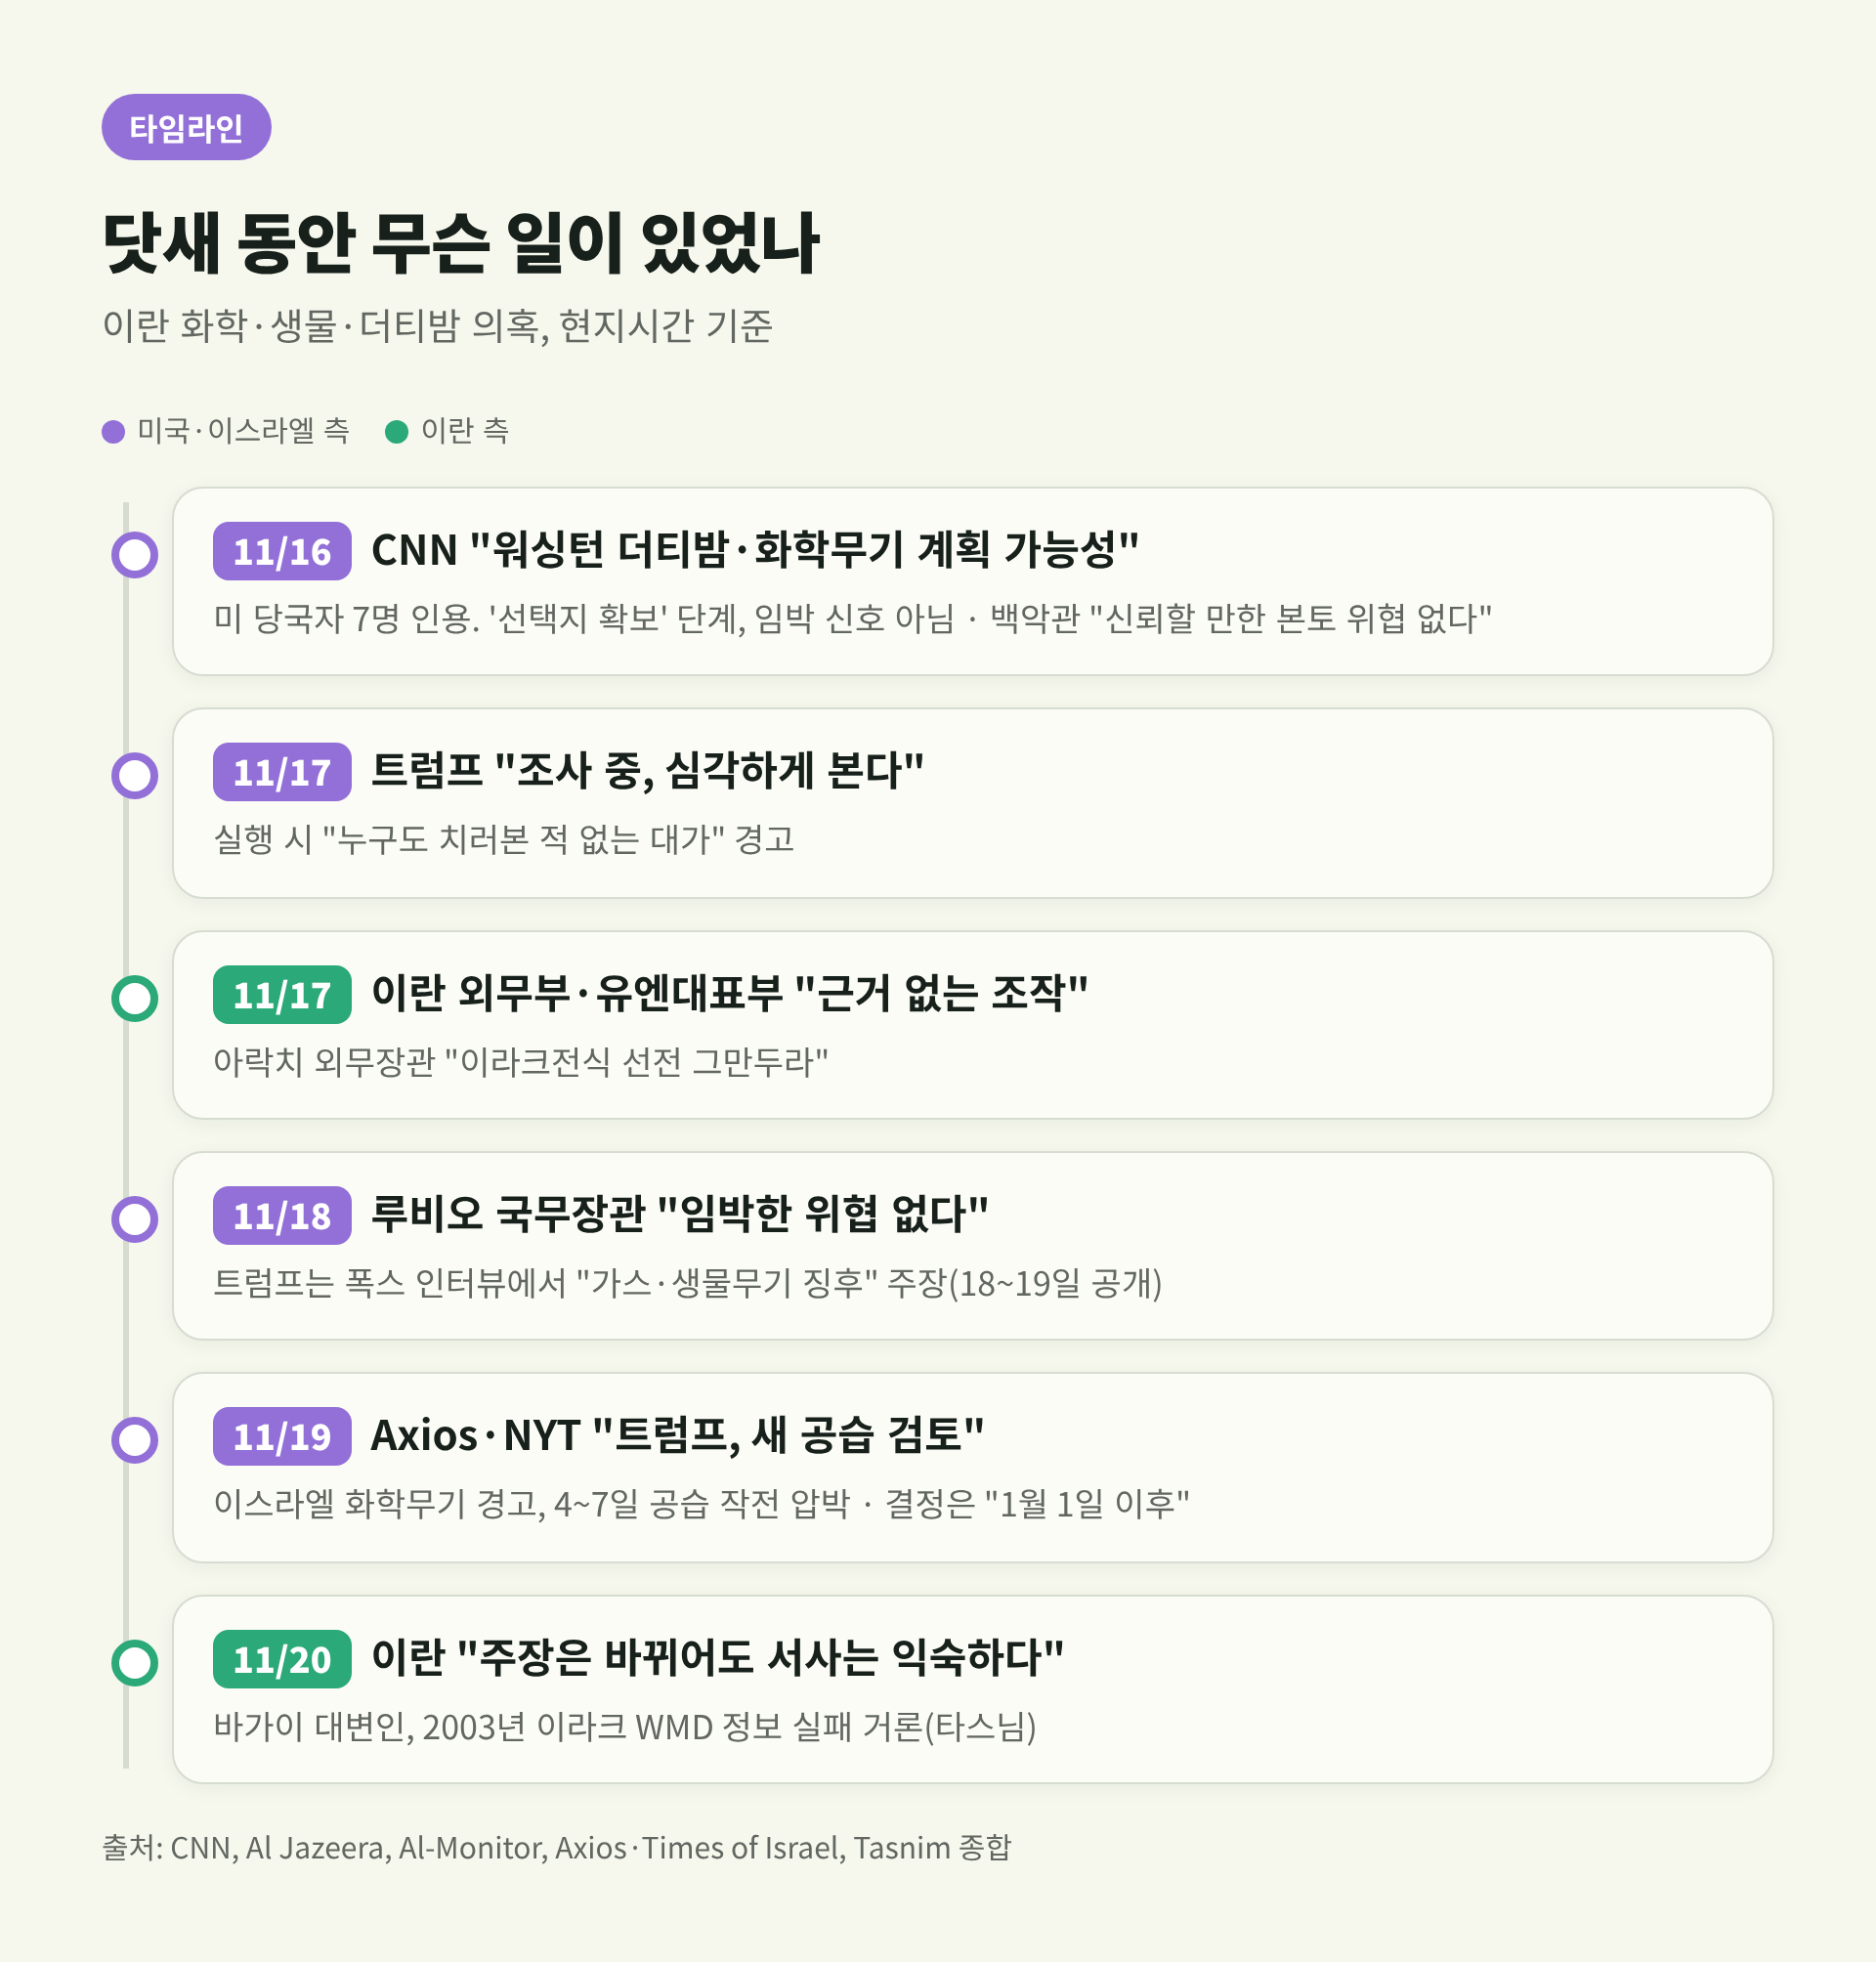 타임라인
닷새 동안 무슨 일이 있었나
이란 화학·생물·더티밤 의혹, 현지시간 기준
미국·이스라엘 측 이란 측
11/16 CNN "워싱턴 더티밤·화학무기 계획 가능성"
미 당국자 7명 인용. '선택지 확보' 단계, 임박 신호 아님 · 백악관 "신뢰할 만한 본토 위협 없다"
11/17 트럼프 "조사 중, 심각하게 본다"
실행 시 "누구도 치러본 적 없는 대가" 경고
11/17 이란 외무부·유엔대표부 "근거 없는 조작"
아락치 외무장관 "이라크전식 선전 그만두라"
11/18 루비오 국무장관 "임박한 위협 없다"
트럼프는 폭스 인터뷰에서 "가스·생물무기 징후" 주장(18~19일 공개)
11/19 Axios·NYT "트럼프, 새 공습 검토"
이스라엘 화학무기 경고, 4~7일 공습 작전 압박 · 결정은 "1월 1일 이후"
11/20 이란 "주장은 바뀌어도 서사는 익숙하다"
바가이 대변인, 2003년 이라크 WMD 정보 실패 거론(타스님)
출처: CNN, Al Jazeera, Al-Monitor, Axios·Times of Israel, Tasnim 종합